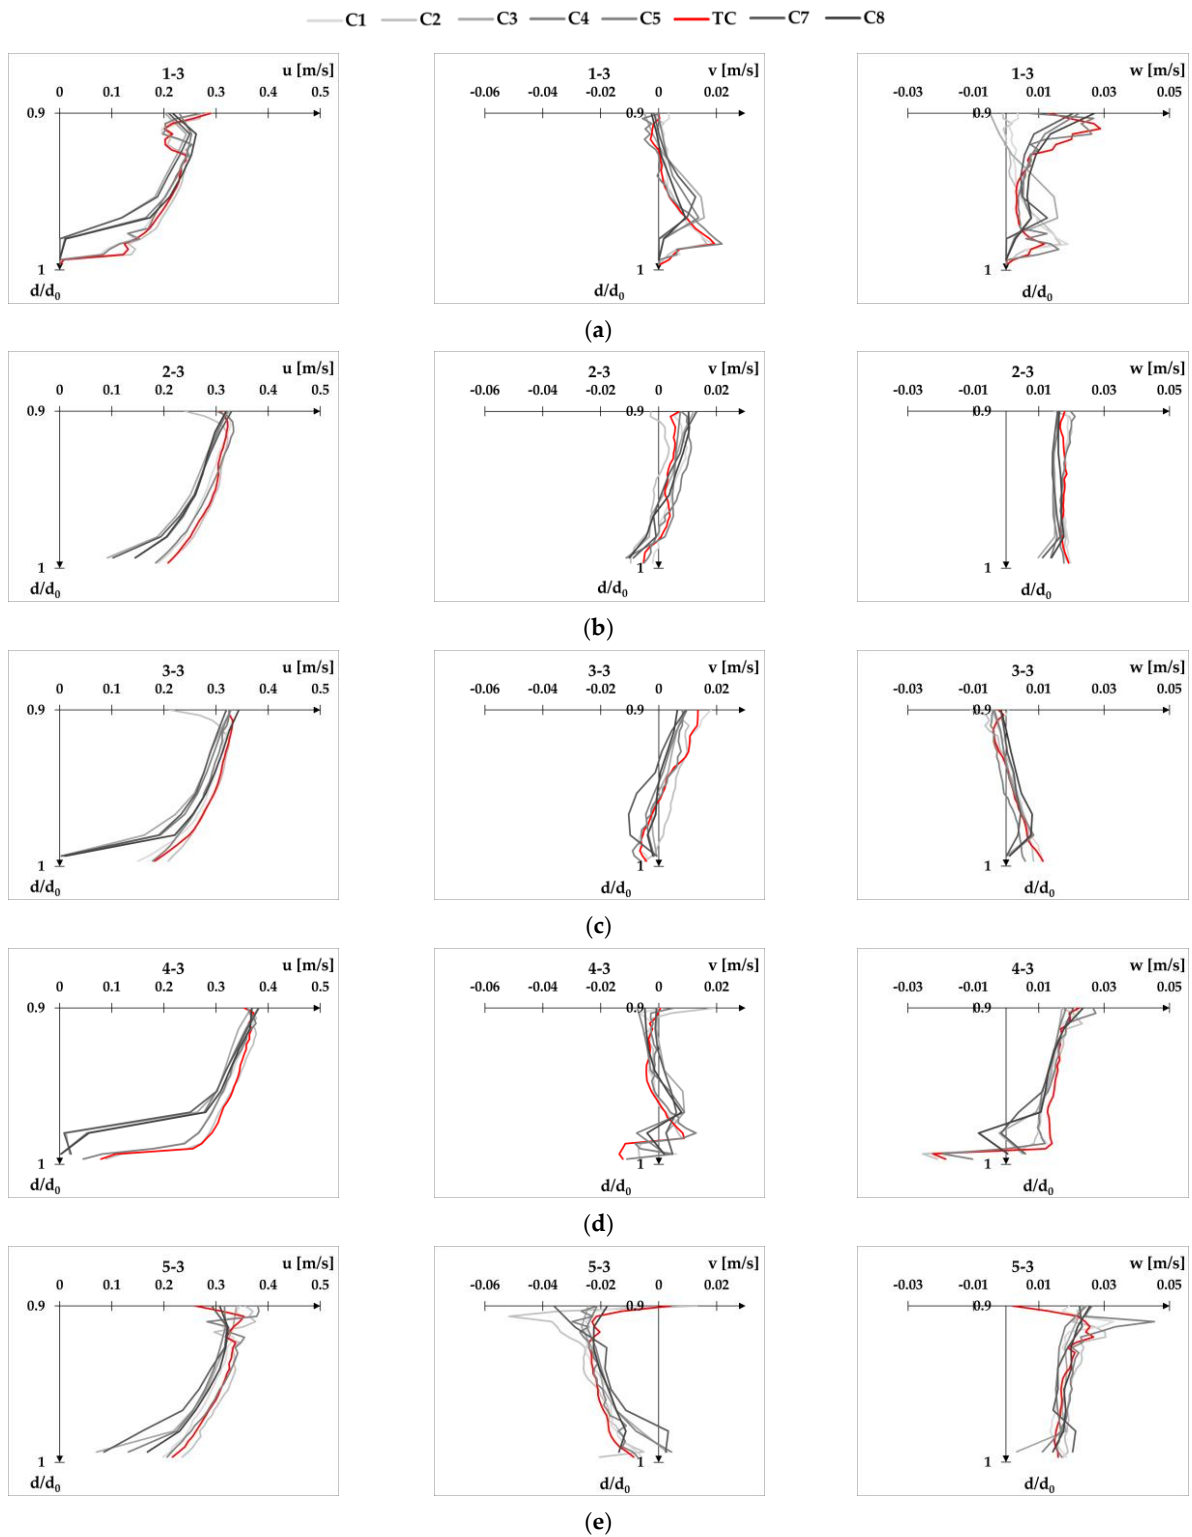 C1 C2 C3 C4 C5 TC C7 C8
1-3 u [m/s] 1-3 v [m/s] 1-3 w [m/s]
0 0.1 0.2 0.3 0.4 0.5 -0.06 -0.04 -0.02 0 0.02 -0.03 -0.01 0.01 0.03 0.05
0.9 0.9 0.9
1 1 1
d/d0 d/d0 d/d0
(a)
2-3 u [m/s] 2-3 v [m/s] 2-3 w [m/s]
0 0.1 0.2 0.3 0.4 0.5 -0.06 -0.04 -0.02 0 0.02 -0.03 -0.01 0.01 0.03 0.05
0.9 0.9 0.9
1 1 1
d/d0 d/d0 d/d0
(b)
3-3 u [m/s] 3-3 v [m/s] 3-3 w [m/s]
0 0.1 0.2 0.3 0.4 0.5 -0.06 -0.04 -0.02 0 0.02 -0.03 -0.01 0.01 0.03 0.05
0.9 0.9 0.9
1 1 1
d/d0 d/d0 d/d0
(c)
4-3 u [m/s] 4-3 v [m/s] 4-3 w [m/s]
0 0.1 0.2 0.3 0.4 0.5 -0.06 -0.04 -0.02 0 0.02 -0.03 -0.01 0.01 0.03 0.05
0.9 0.9 0.9
1 1 1
d/d0 d/d0 d/d0
(d)
5-3 u [m/s] 5-3 v [m/s] 5-3 w [m/s]
0 0.1 0.2 0.3 0.4 0.5 -0.06 -0.04 -0.02 0 0.02 -0.03 -0.01 0.01 0.03 0.05
0.9 0.9 0.9
1 1 1
d/d0 d/d0 d/d0
(e)